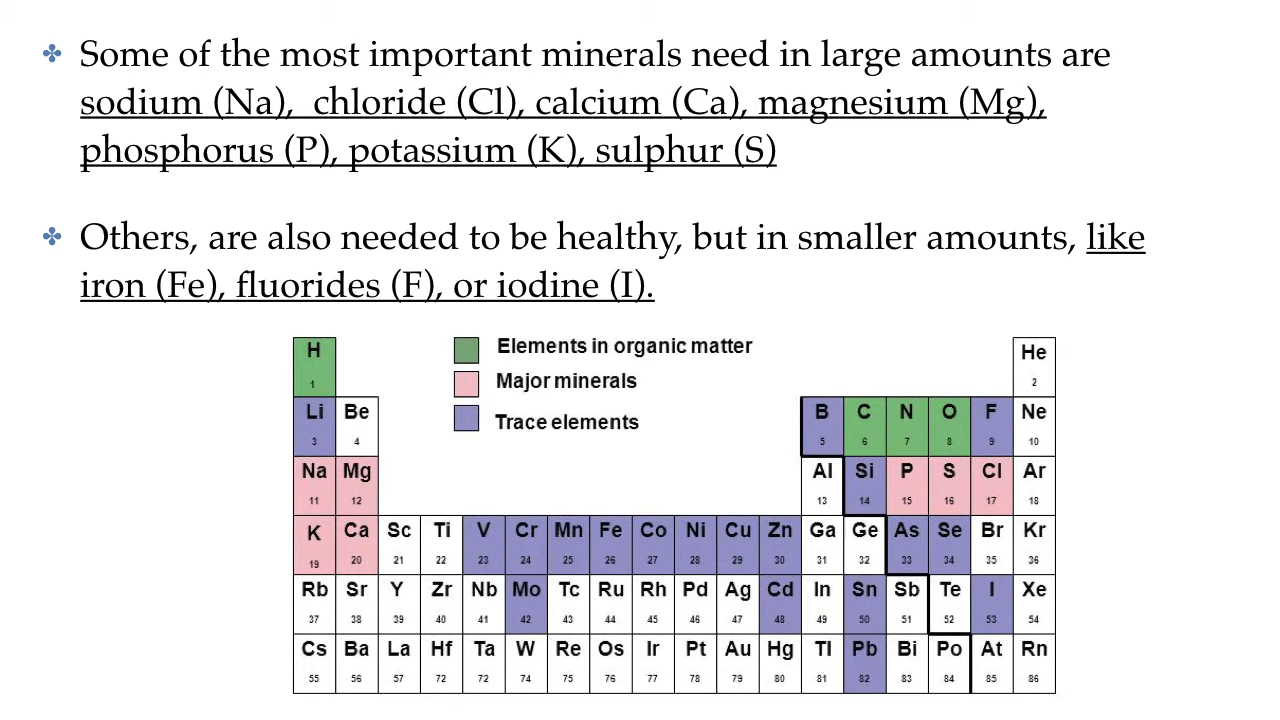 ✤ Some of the most important minerals need in large amounts are
sodium (Na), chloride (Cl), calcium (Ca), magnesium (Mg),
phosphorus (P), potassium (K), sulphur (S)
✤ Others, are also needed to be healthy, but in smaller amounts, like
iron (Fe), fluorides (F), or iodine (I).
Elements in organic matter
Major minerals
Trace elements
H He
1 2
Li Be B C N O F Ne
3 4 5 6 7 8 9 10
Na Mg Al Si P S Cl Ar
11 12 13 14 15 16 17 18
K Ca Sc Ti V Cr Mn Fe Co Ni Cu Zn Ga Ge As Se Br Kr
19 20 21 22 23 24 25 26 27 28 29 30 31 32 33 34 35 36
Rb Sr Y Zr Nb Mo Tc Ru Rh Pd Ag Cd In Sn Sb Te I Xe
37 38 39 40 41 42 43 44 45 46 47 48 49 50 51 52 53 54
Cs Ba La Hf Ta W Re Os Ir Pt Au Hg Tl Pb Bi Po At Rn
55 56 57 72 72 74 75 76 77 78 79 80 81 82 83 84 85 86